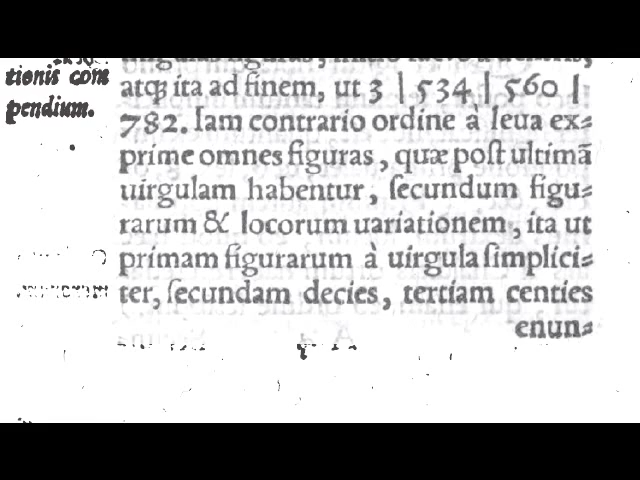 tionis com
pendium.
atq; ita ad finem, ut 3 | 534 | 560 |
782. Iam contrario ordine à leua ex⸗
prime omnes figuras, quæ poſt ultimã
uirgulam habentur, ſecundum figu⸗
rarum & locorum uariationem, ita ut
primam figurarum à uirgula ſimplici⸗
ter, ſecundam decies, tertiam centies
enun⸗